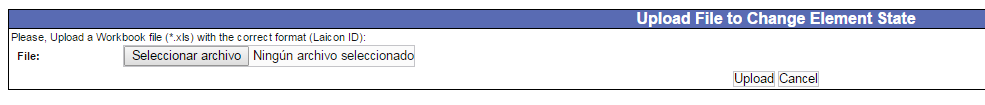 Upload File to Change Element State
Please, Upload a Workbook file (*.xls) with the correct format (Laicon ID):
File: Seleccionar archivo Ningún archivo seleccionado
Upload Cancel